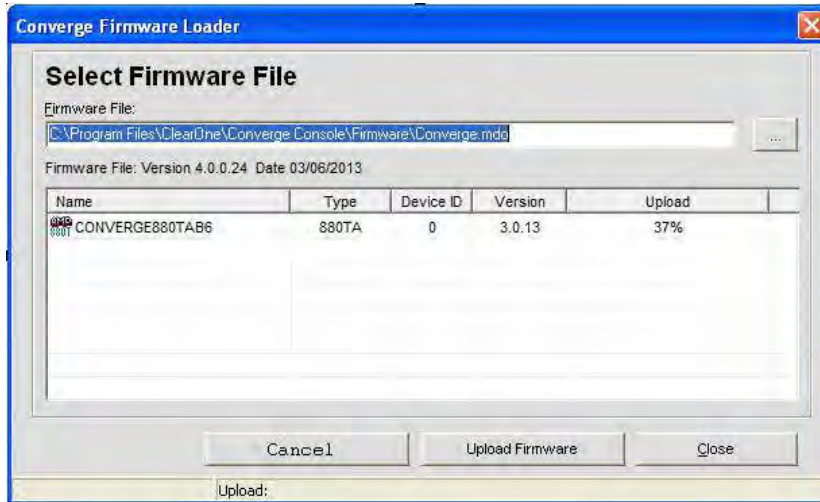 Converge Firmware Loader
Select Firmware File
Firmware File:
C:\Program Files\ClearOne\Converge Console\Firmware\Converge.mdd
...
Firmware File: Version 4.0.0.24 Date 03/06/2013
Name Type Device ID Version Upload
CONVERGE880TAB6 880TA 0 3.0.13 37%
Cancel Upload Firmware Close
Upload: